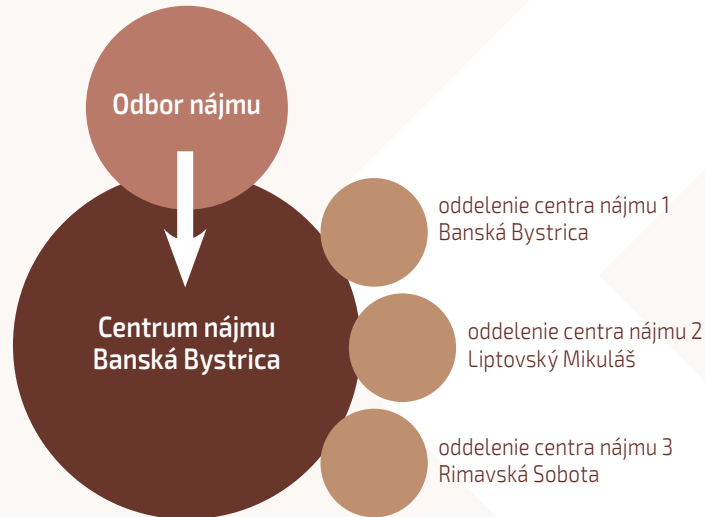 Odbor nájmu
Centrum nájmu
Banská Bystrica
oddelenie centra nájmu 1
Banská Bystrica
oddelenie centra nájmu 2
Liptovský Mikuláš
oddelenie centra nájmu 3
Rimavská Sobota